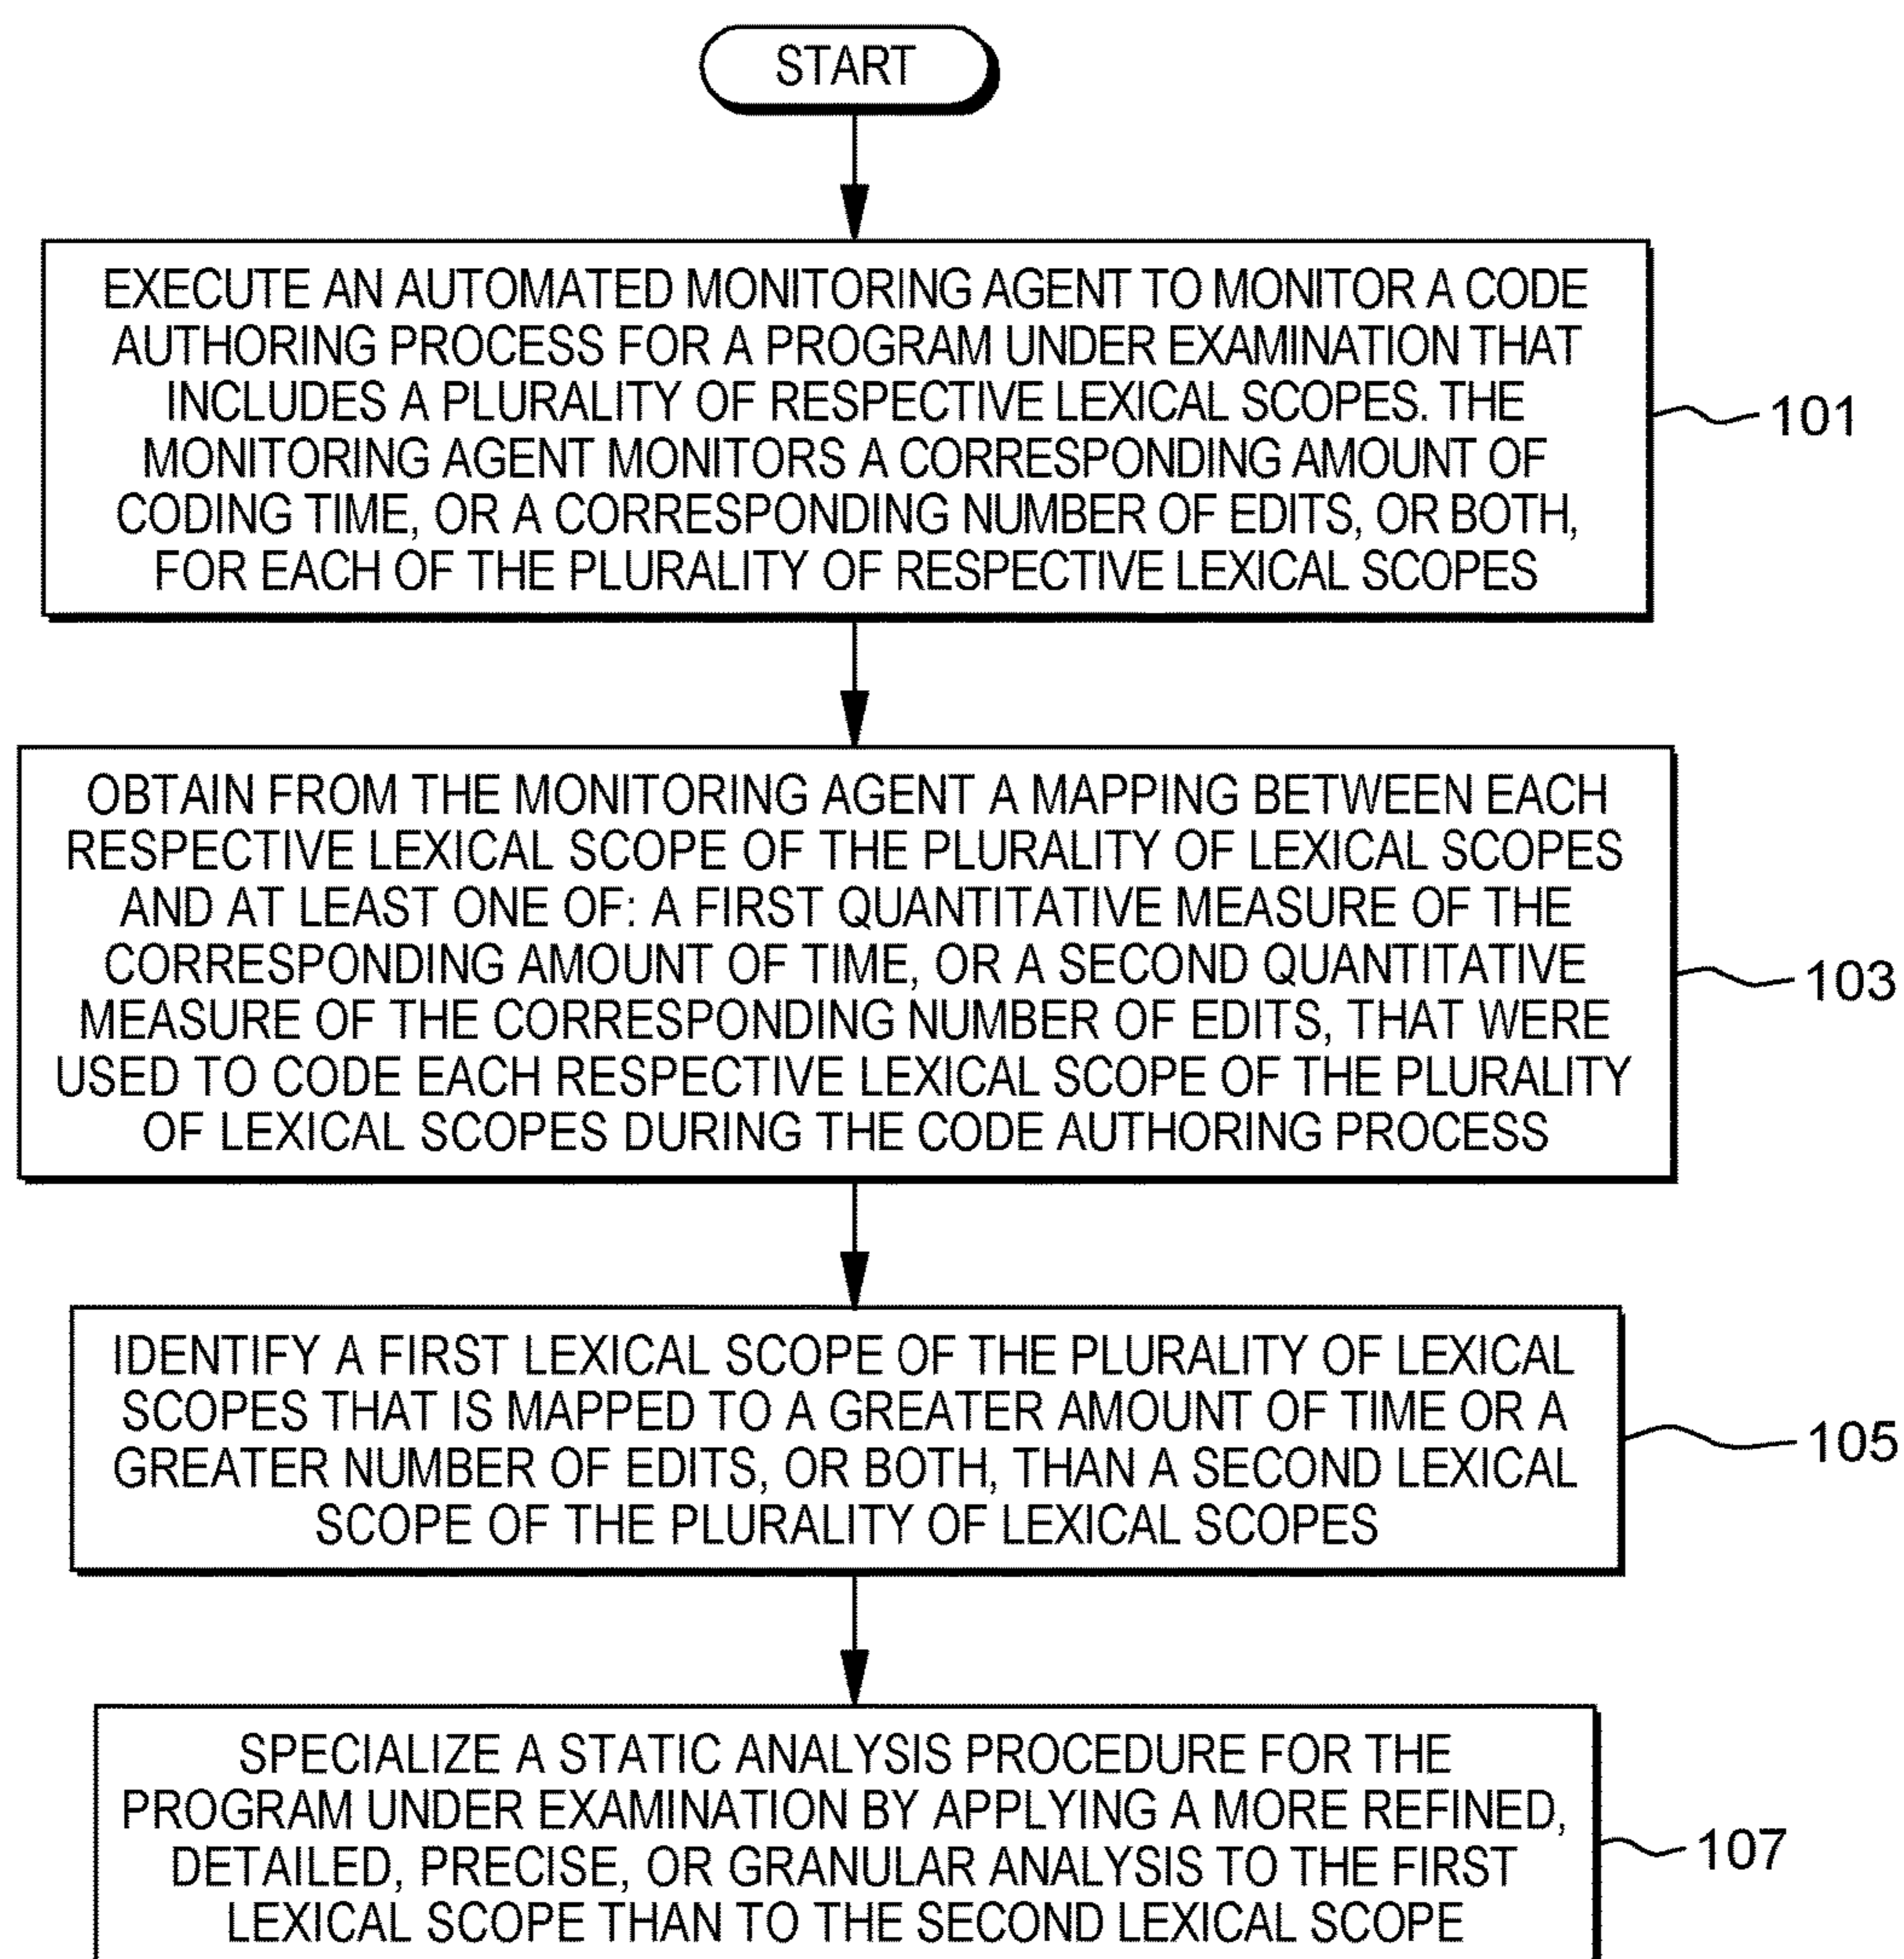 START
EXECUTE AN AUTOMATED MONITORING AGENT TO MONITOR A CODE
AUTHORING PROCESS FOR A PROGRAM UNDER EXAMINATION THAT
INCLUDES A PLURALITY OF RESPECTIVE LEXICAL SCOPES. THE
MONITORING AGENT MONITORS A CORRESPONDING AMOUNT OF
CODING TIME, OR A CORRESPONDING NUMBER OF EDITS, OR BOTH,
FOR EACH OF THE PLURALITY OF RESPECTIVE LEXICAL SCOPES
101
OBTAIN FROM THE MONITORING AGENT A MAPPING BETWEEN EACH
RESPECTIVE LEXICAL SCOPE OF THE PLURALITY OF LEXICAL SCOPES
AND AT LEAST ONE OF: A FIRST QUANTITATIVE MEASURE OF THE
CORRESPONDING AMOUNT OF TIME, OR A SECOND QUANTITATIVE
MEASURE OF THE CORRESPONDING NUMBER OF EDITS, THAT WERE
USED TO CODE EACH RESPECTIVE LEXICAL SCOPE OF THE PLURALITY
OF LEXICAL SCOPES DURING THE CODE AUTHORING PROCESS
103
IDENTIFY A FIRST LEXICAL SCOPE OF THE PLURALITY OF LEXICAL
SCOPES THAT IS MAPPED TO A GREATER AMOUNT OF TIME OR A
GREATER NUMBER OF EDITS, OR BOTH, THAN A SECOND LEXICAL
SCOPE OF THE PLURALITY OF LEXICAL SCOPES
105
SPECIALIZE A STATIC ANALYSIS PROCEDURE FOR THE
PROGRAM UNDER EXAMINATION BY APPLYING A MORE REFINED,
DETAILED, PRECISE, OR GRANULAR ANALYSIS TO THE FIRST
LEXICAL SCOPE THAN TO THE SECOND LEXICAL SCOPE
107